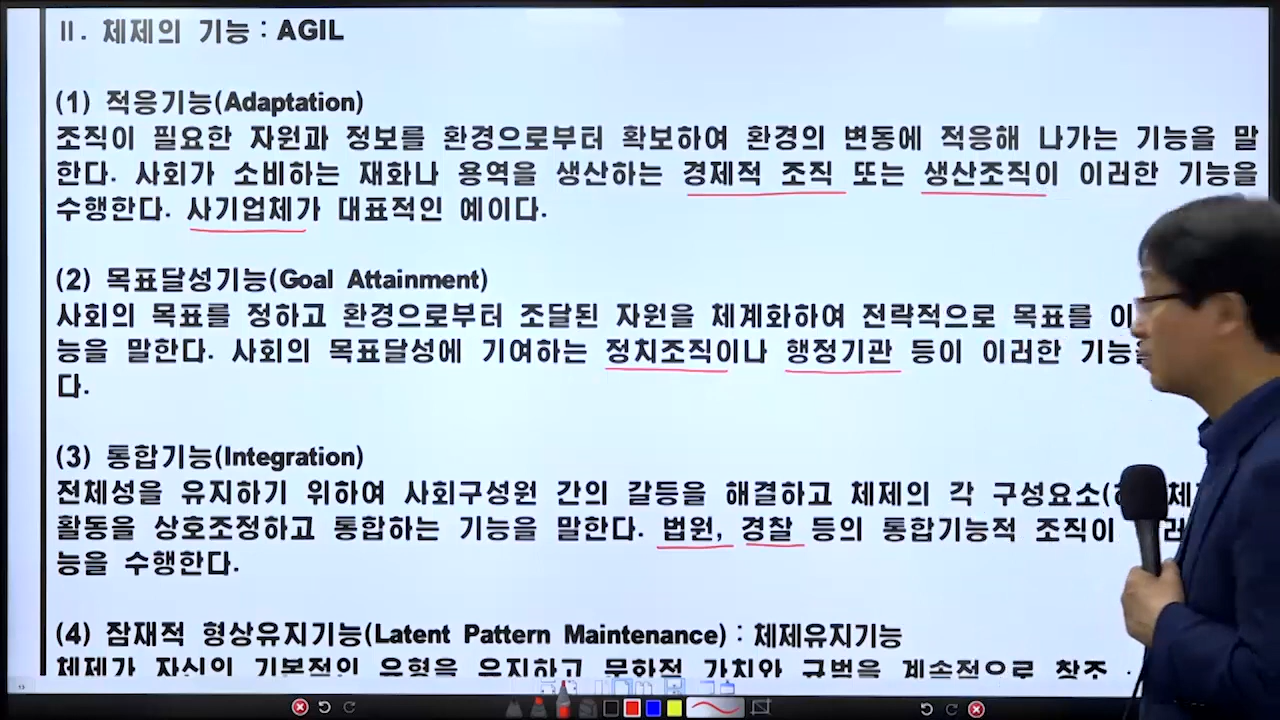 Ⅱ. 체제의 기능 : AGIL
(1) 적응기능(Adaptation)
조직이 필요한 자원과 정보를 환경으로부터 확보하여 환경의 변동에 적응해 나가는 기능을 말
한다. 사회가 소비하는 재화나 용역을 생산하는 경제적 조직 또는 생산조직이 이러한 기능을
수행한다. 사기업체가 대표적인 예이다.
(2) 목표달성기능(Goal Attainment)
사회의 목표를 정하고 환경으로부터 조달된 자원을 체계화하여 전략적으로 목표를 이
능을 말한다. 사회의 목표달성에 기여하는 정치조직이나 행정기관 등이 이러한 기능을
다.
(3) 통합기능(Integration)
전체성을 유지하기 위하여 사회구성원 간의 갈등을 해결하고 체제의 각 구성요소(하
활동을 상호조정하고 통합하는 기능을 말한다. 법원, 경찰 등의 통합기능적 조직이
능을 수행한다.
(4) 잠재적 형상유지기능(Latent Pattern Maintenance) : 체제유지기능
체제가 자신의 기본적인 유형을 유지하고 문화적 가치와 규범을 계속적으로 창조